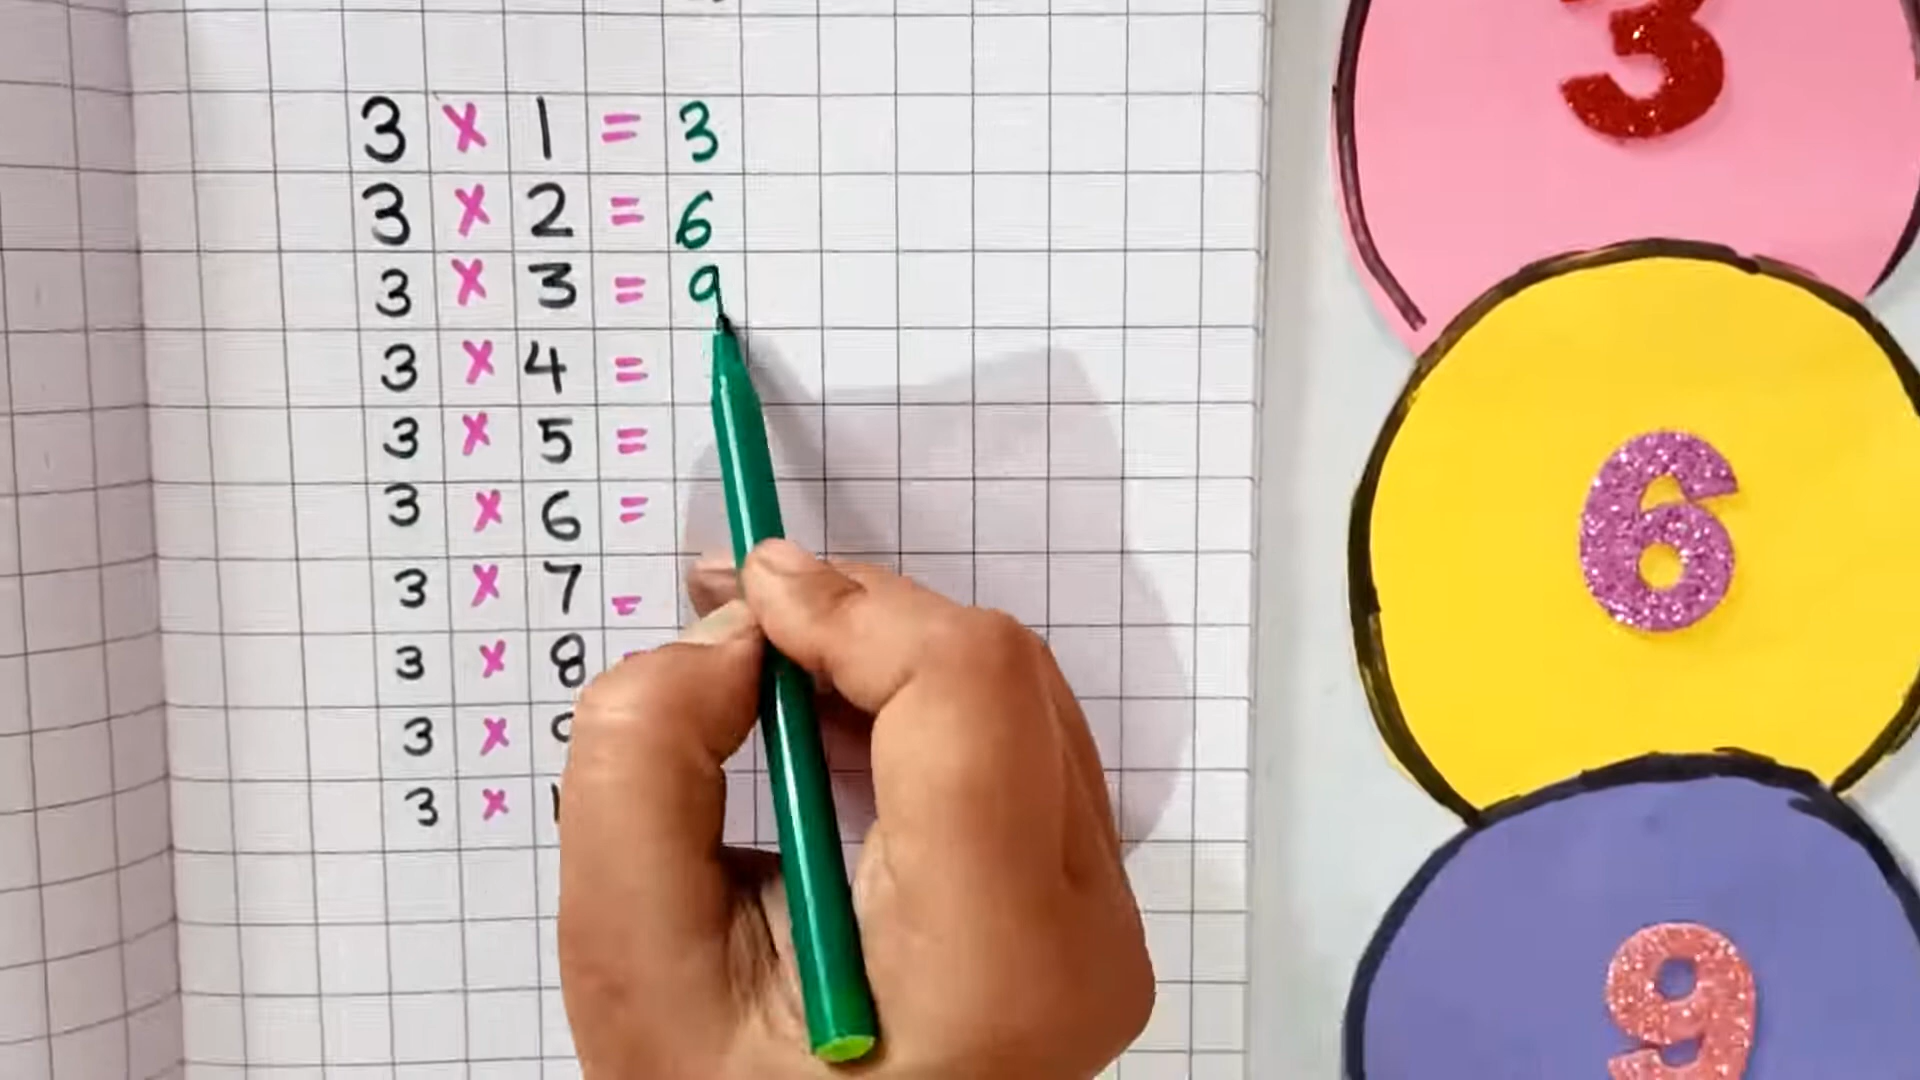 3 × 1 = 3
3 × 2 = 6
3 × 3 = 9
3 × 4 =
3 × 5 =
3 × 6 =
3 × 7 =
3 × 8
3 ×
3 ×
3
6
9